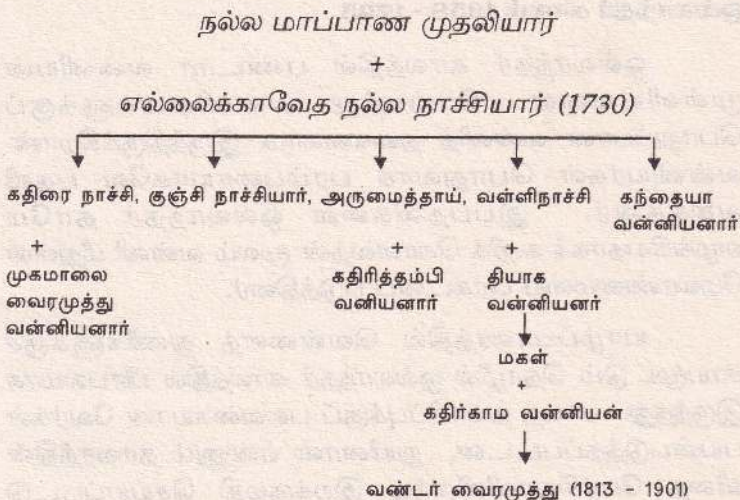 நல்ல மாப்பாண முதலியார்
+
எல்லைக்காவேத நல்ல நாச்சியார் (1730)
கதிரை நாச்சி, குஞ்சி நாச்சியார், அருமைத்தாய், வள்ளிநாச்சி கந்தையா
வன்னியனார்
+ + +
முகமாலை கதிரித்தம்பி தியாக
வைரமுத்து வனியனார் வன்னியனர்
வன்னியனார்
மகள்
+
கதிர்காம வன்னியன்
வண்டர் வைரமுத்து (1813 - 1901)